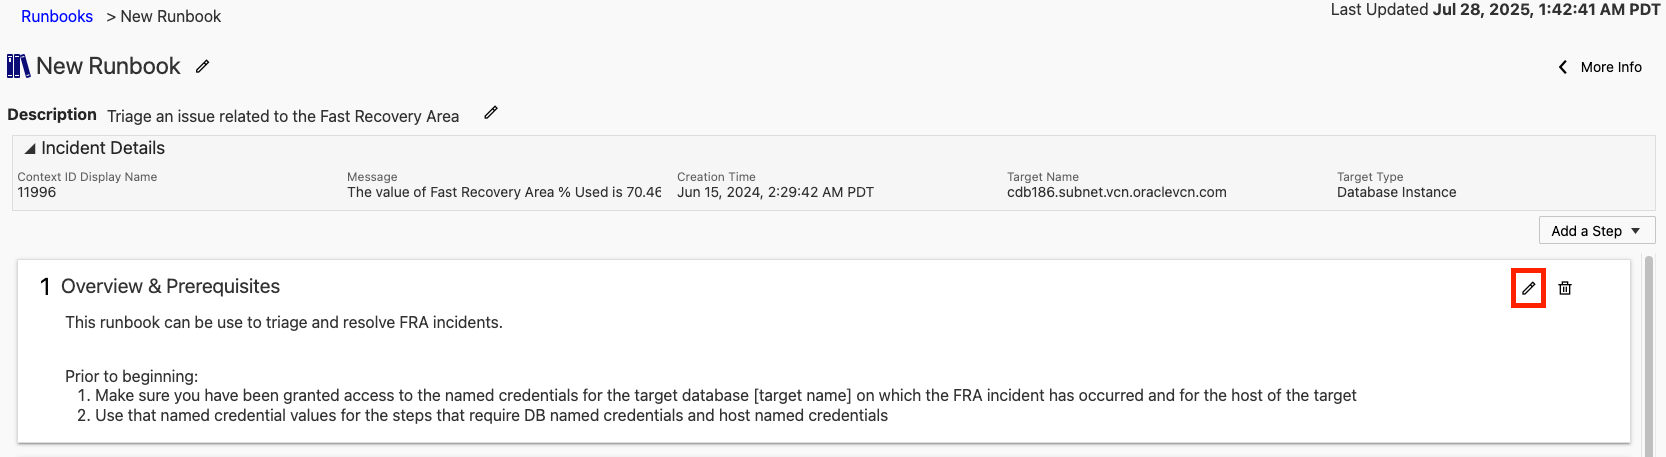 Runbooks > New Runbook
Last Updated Jul 28, 2025, 1:42:41 AM PDT
New Runbook
More Info
Description Triage an issue related to the Fast Recovery Area
Incident Details
Context ID Display Name
11996
Message
The value of Fast Recovery Area % Used is 70.46
Creation Time
Jun 15, 2024, 2:29:42 AM PDT
Target Name
cdb186.subnet.vcn.oraclevcn.com
Target Type
Database Instance
Add a Step
1 Overview & Prerequisites
This runbook can be use to triage and resolve FRA incidents.
Prior to beginning:
1. Make sure you have been granted access to the named credentials for the target database [target name] on which the FRA incident has occurred and for the host of the target
2. Use that named credential values for the steps that require DB named credentials and host named credentials